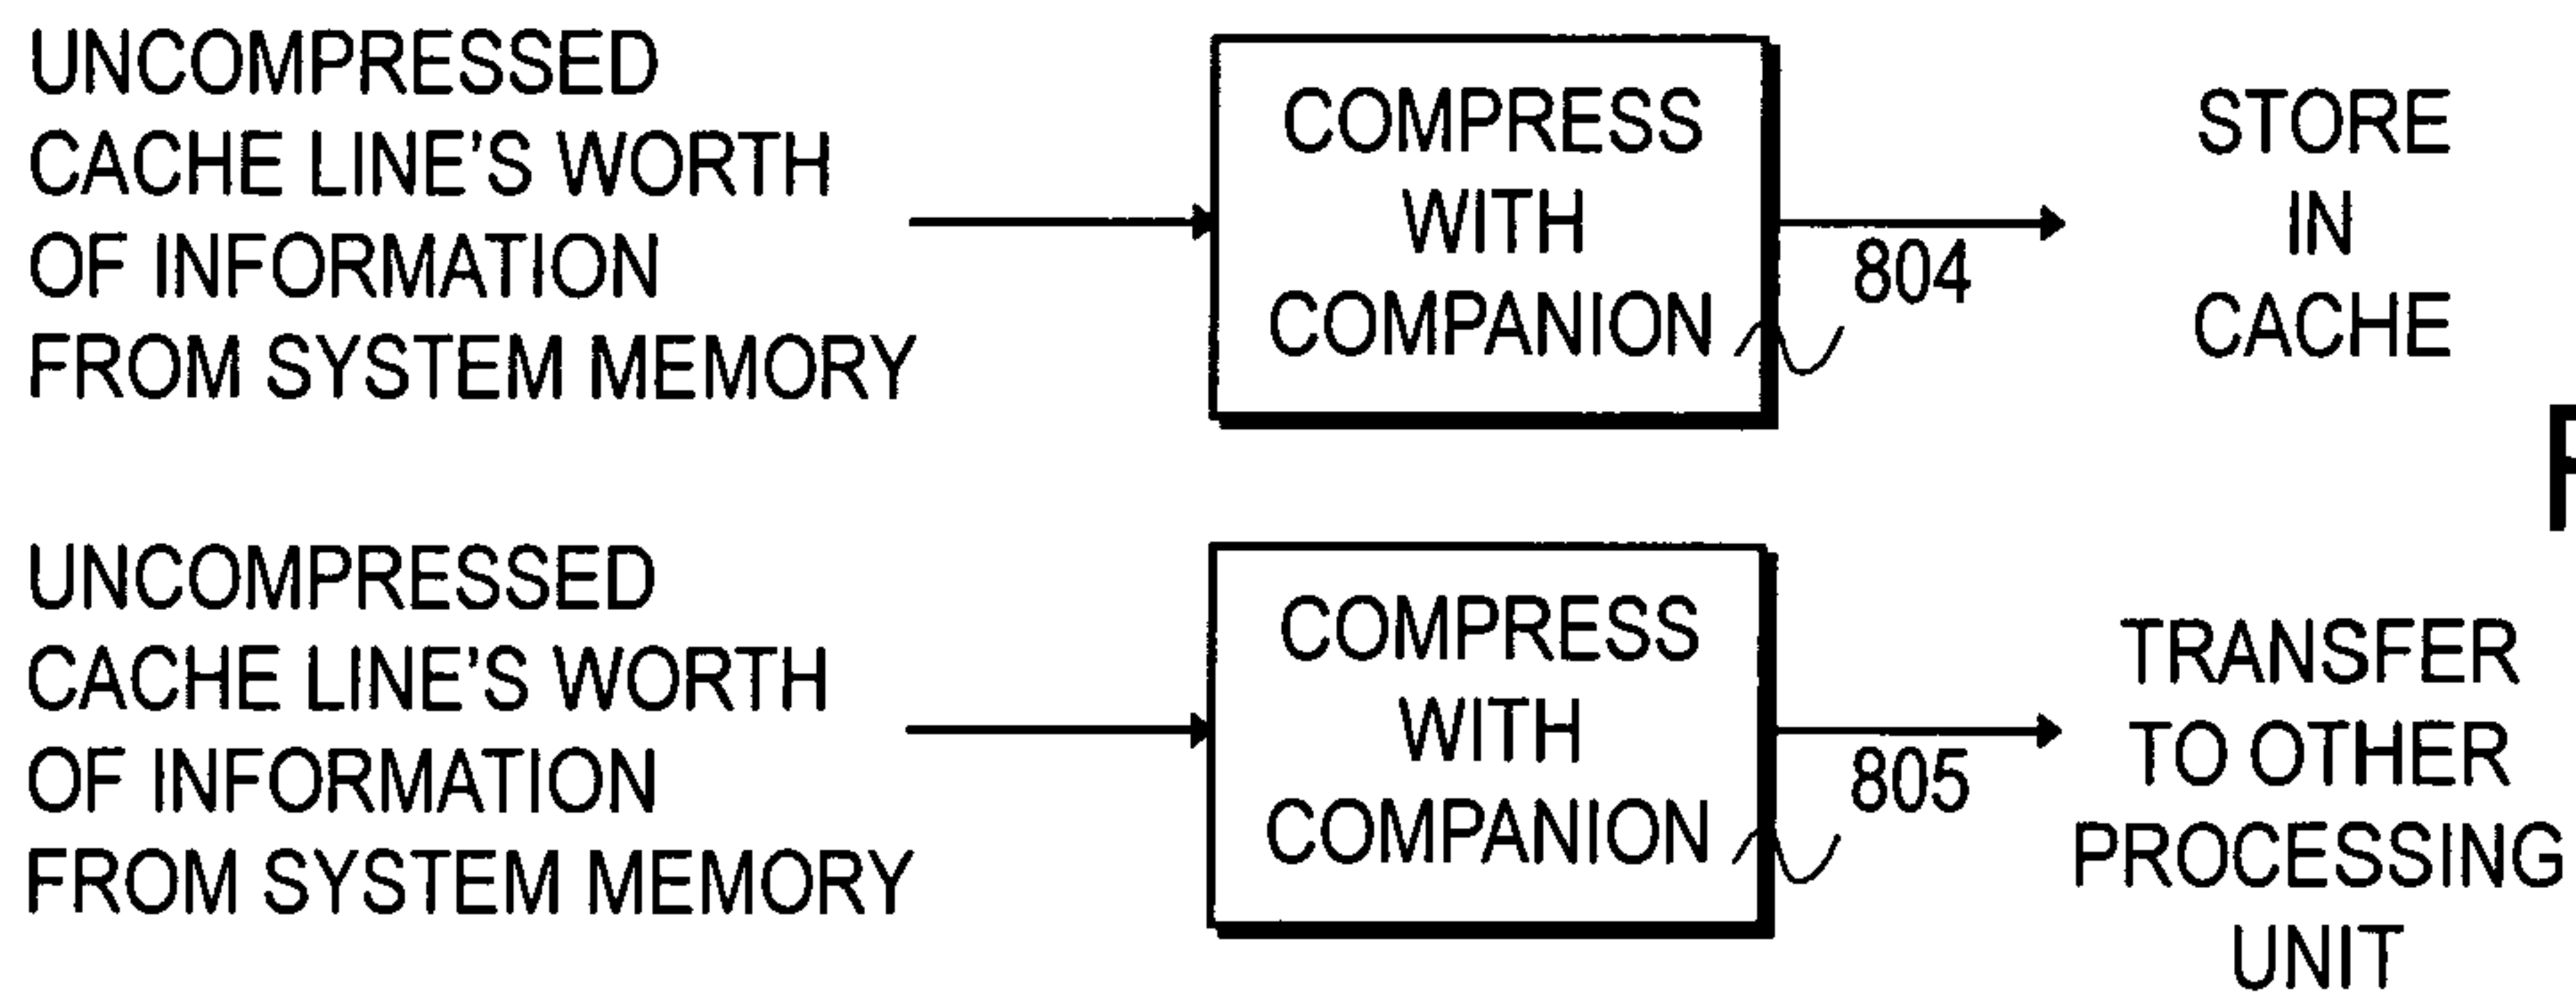 UNCOMPRESSED
CACHE LINE'S WORTH
OF INFORMATION
FROM SYSTEM MEMORY
COMPRESS
WITH
COMPANION
804
STORE
IN
CACHE
UNCOMPRESSED
CACHE LINE'S WORTH
OF INFORMATION
FROM SYSTEM MEMORY
COMPRESS
WITH
COMPANION
805
TRANSFER
TO OTHER
PROCESSING
UNIT